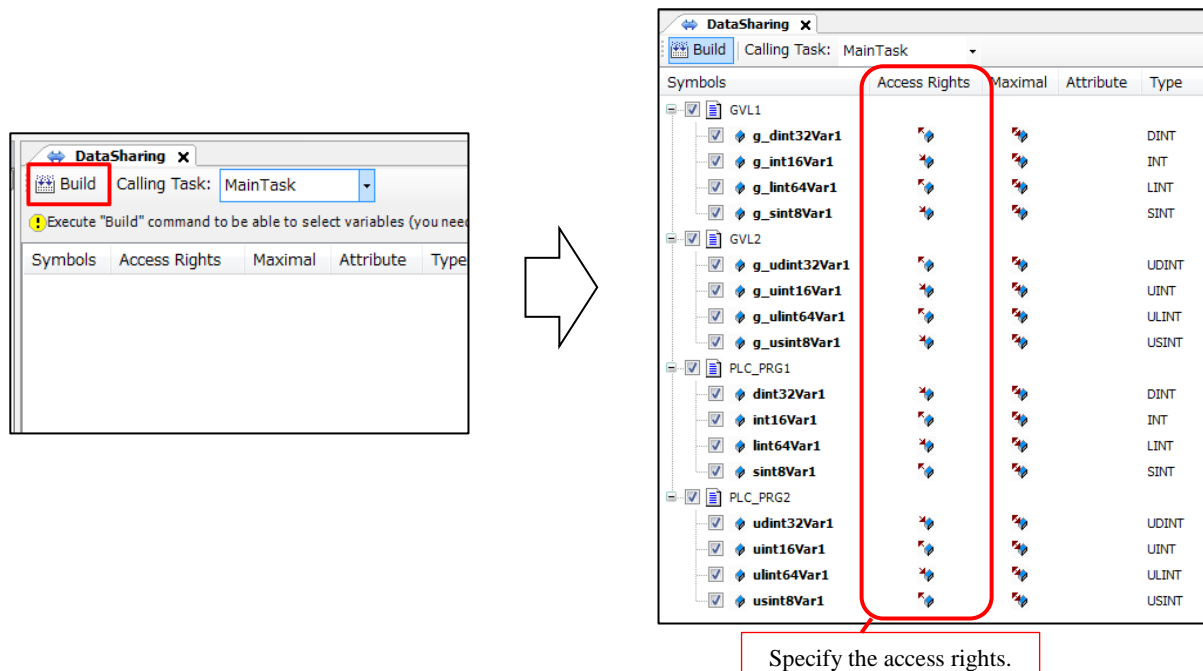 DataSharing x
Build Calling Task: MainTask
Execute "Build" command to be able to select variables (you need
Symbols Access Rights Maximal Attribute Type
DataSharing x
Build Calling Task: MainTask
Symbols Access Rights Maximal Attribute Type
GVL1
g_dint32Var1 DINT
g_int16Var1 INT
g_lint64Var1 LINT
g_sint8Var1 SINT
GVL2
g_udint32Var1 UDINT
g_uint16Var1 UINT
g_ulint64Var1 ULINT
g_usint8Var1 USINT
PLC_PRG1
dint32Var1 DINT
int16Var1 INT
lint64Var1 LINT
sint8Var1 SINT
PLC_PRG2
udint32Var1 UDINT
uint16Var1 UINT
ulint64Var1 ULINT
usint8Var1 USINT
Specify the access rights.